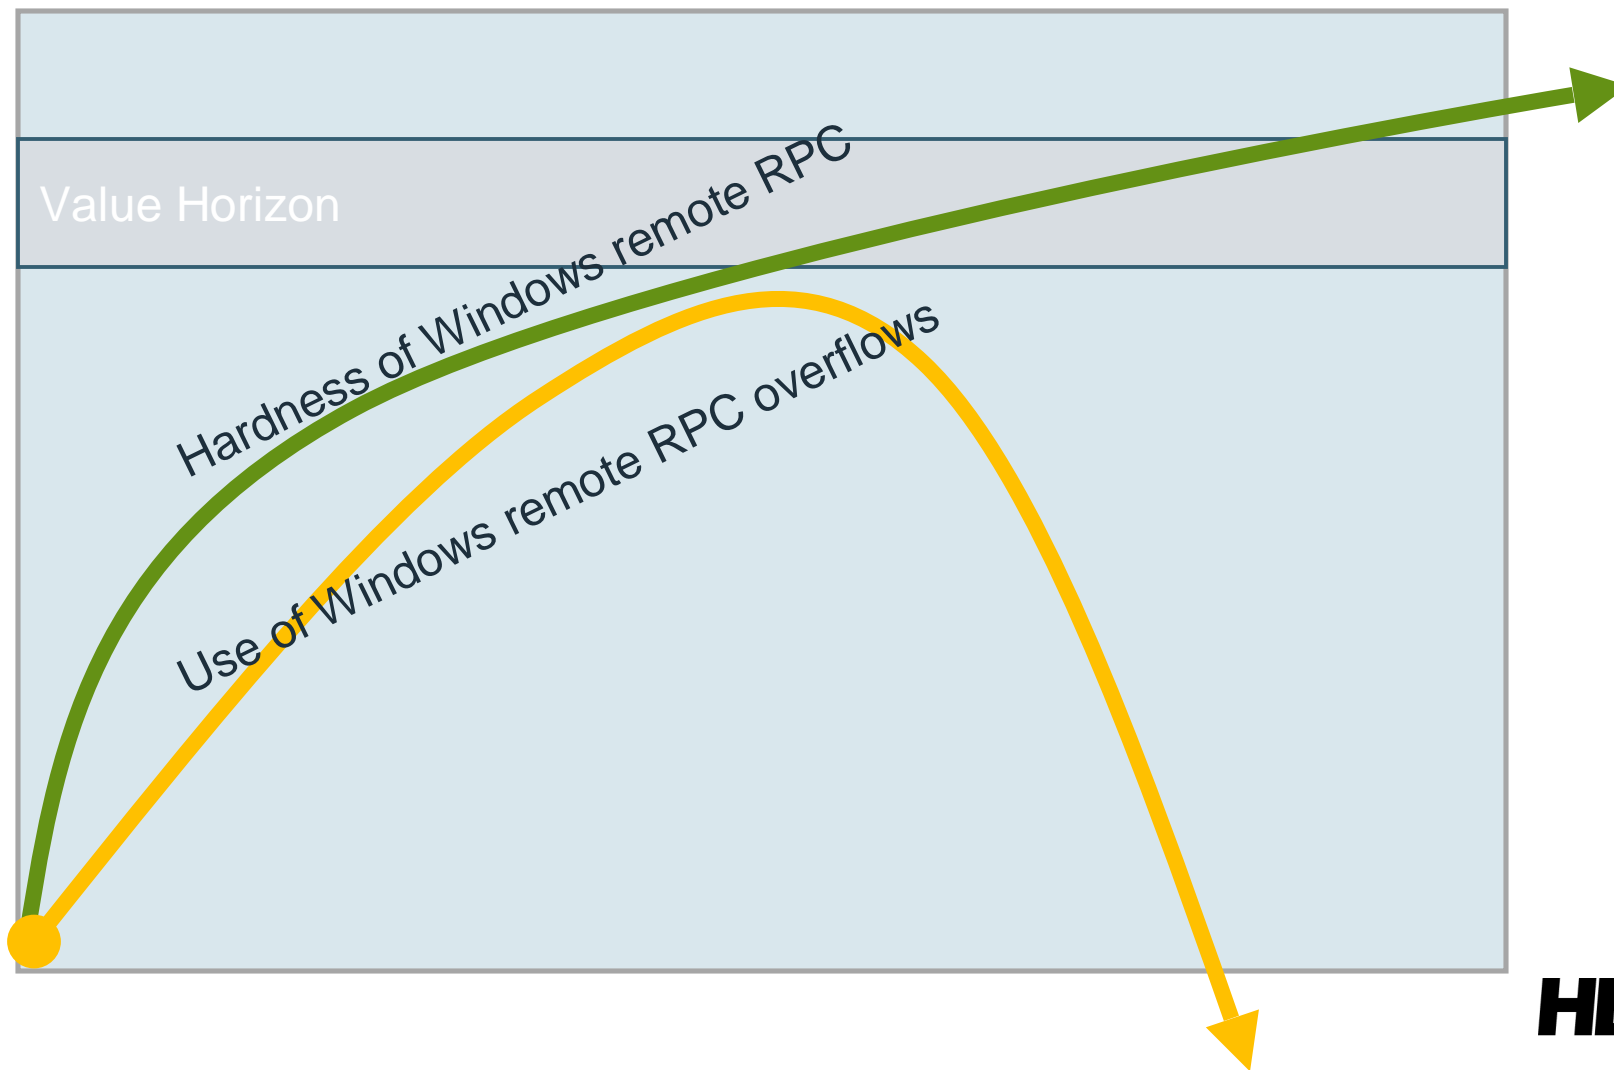 Value Horizon
Hardness of Windows remote RPC
Use of Windows remote RPC overflows